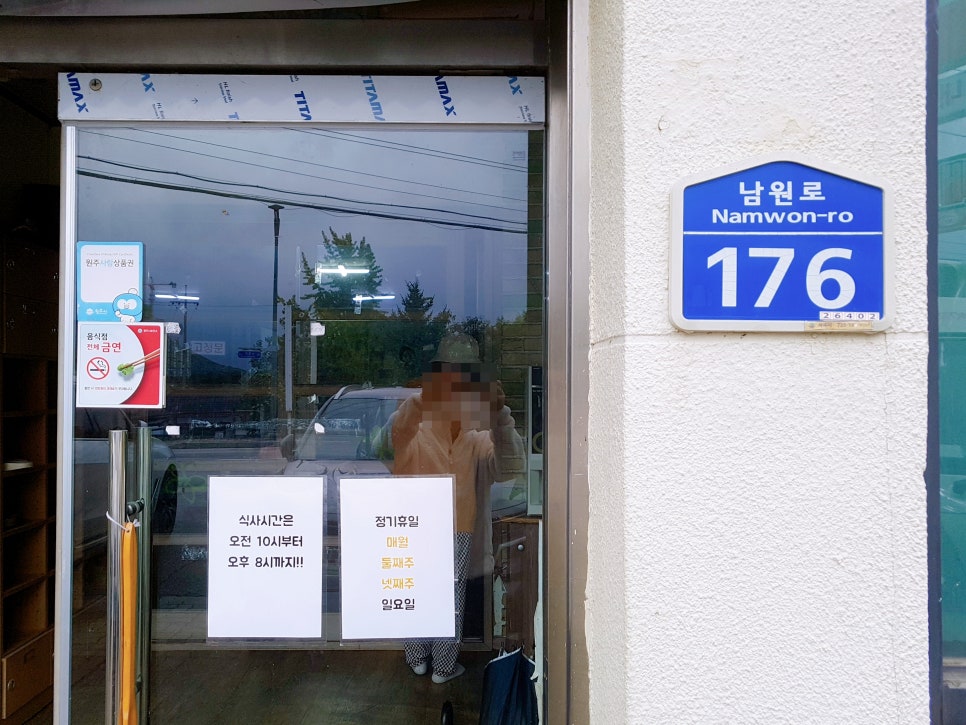 TITAMAX
남원로
Namwon-ro
176
26402
원주사랑상품권
음식점
전체 금연
식사시간은
오전 10시부터
오후 8시까지!!
정기휴일
매월
둘째주
넷째주
일요일